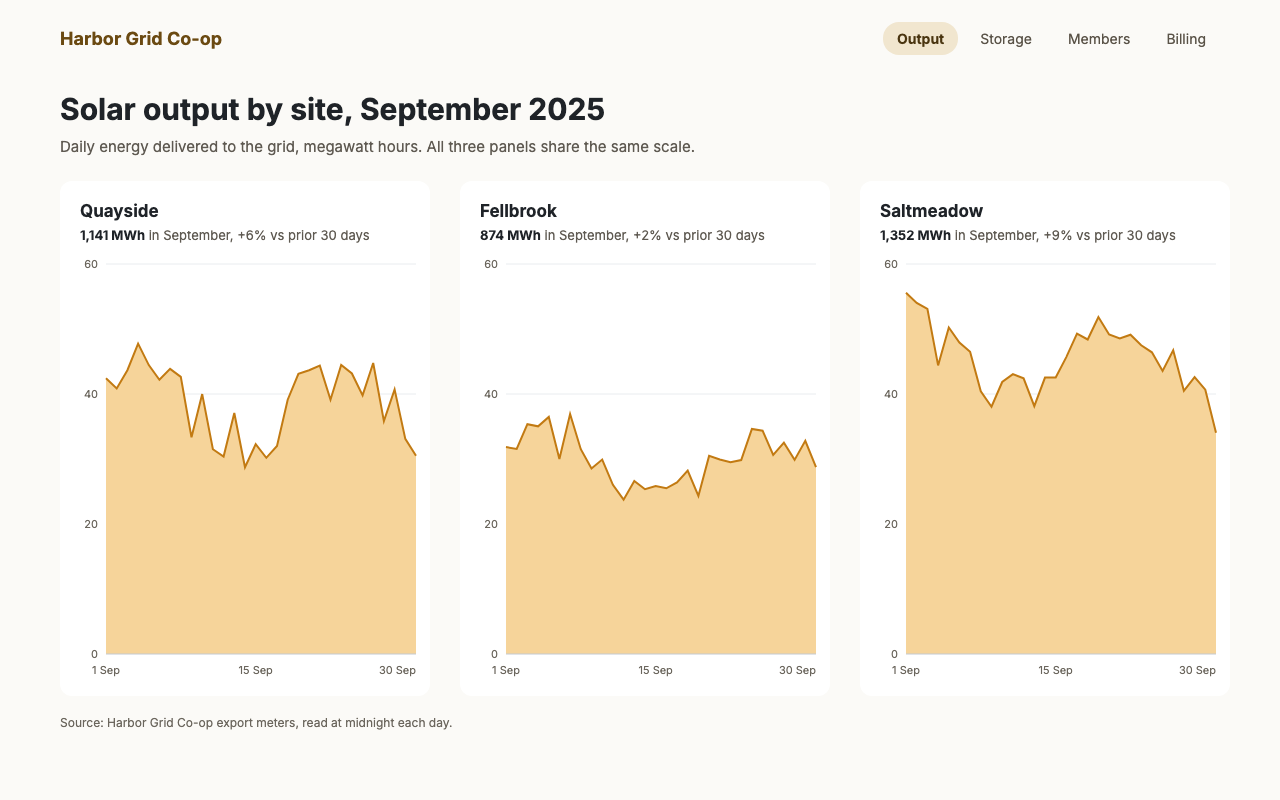 Harbor Grid Co-op
Output Storage Members Billing
Solar output by site, September 2025
Daily energy delivered to the grid, megawatt hours. All three panels share the same scale.
Quayside
1,141 MWh in September, +6% vs prior 30 days
60
40
20
0
1 Sep 15 Sep 30 Sep
Fellbrook
874 MWh in September, +2% vs prior 30 days
60
40
20
0
1 Sep 15 Sep 30 Sep
Saltmeadow
1,352 MWh in September, +9% vs prior 30 days
60
40
20
0
1 Sep 15 Sep 30 Sep
Source: Harbor Grid Co-op export meters, read at midnight each day.